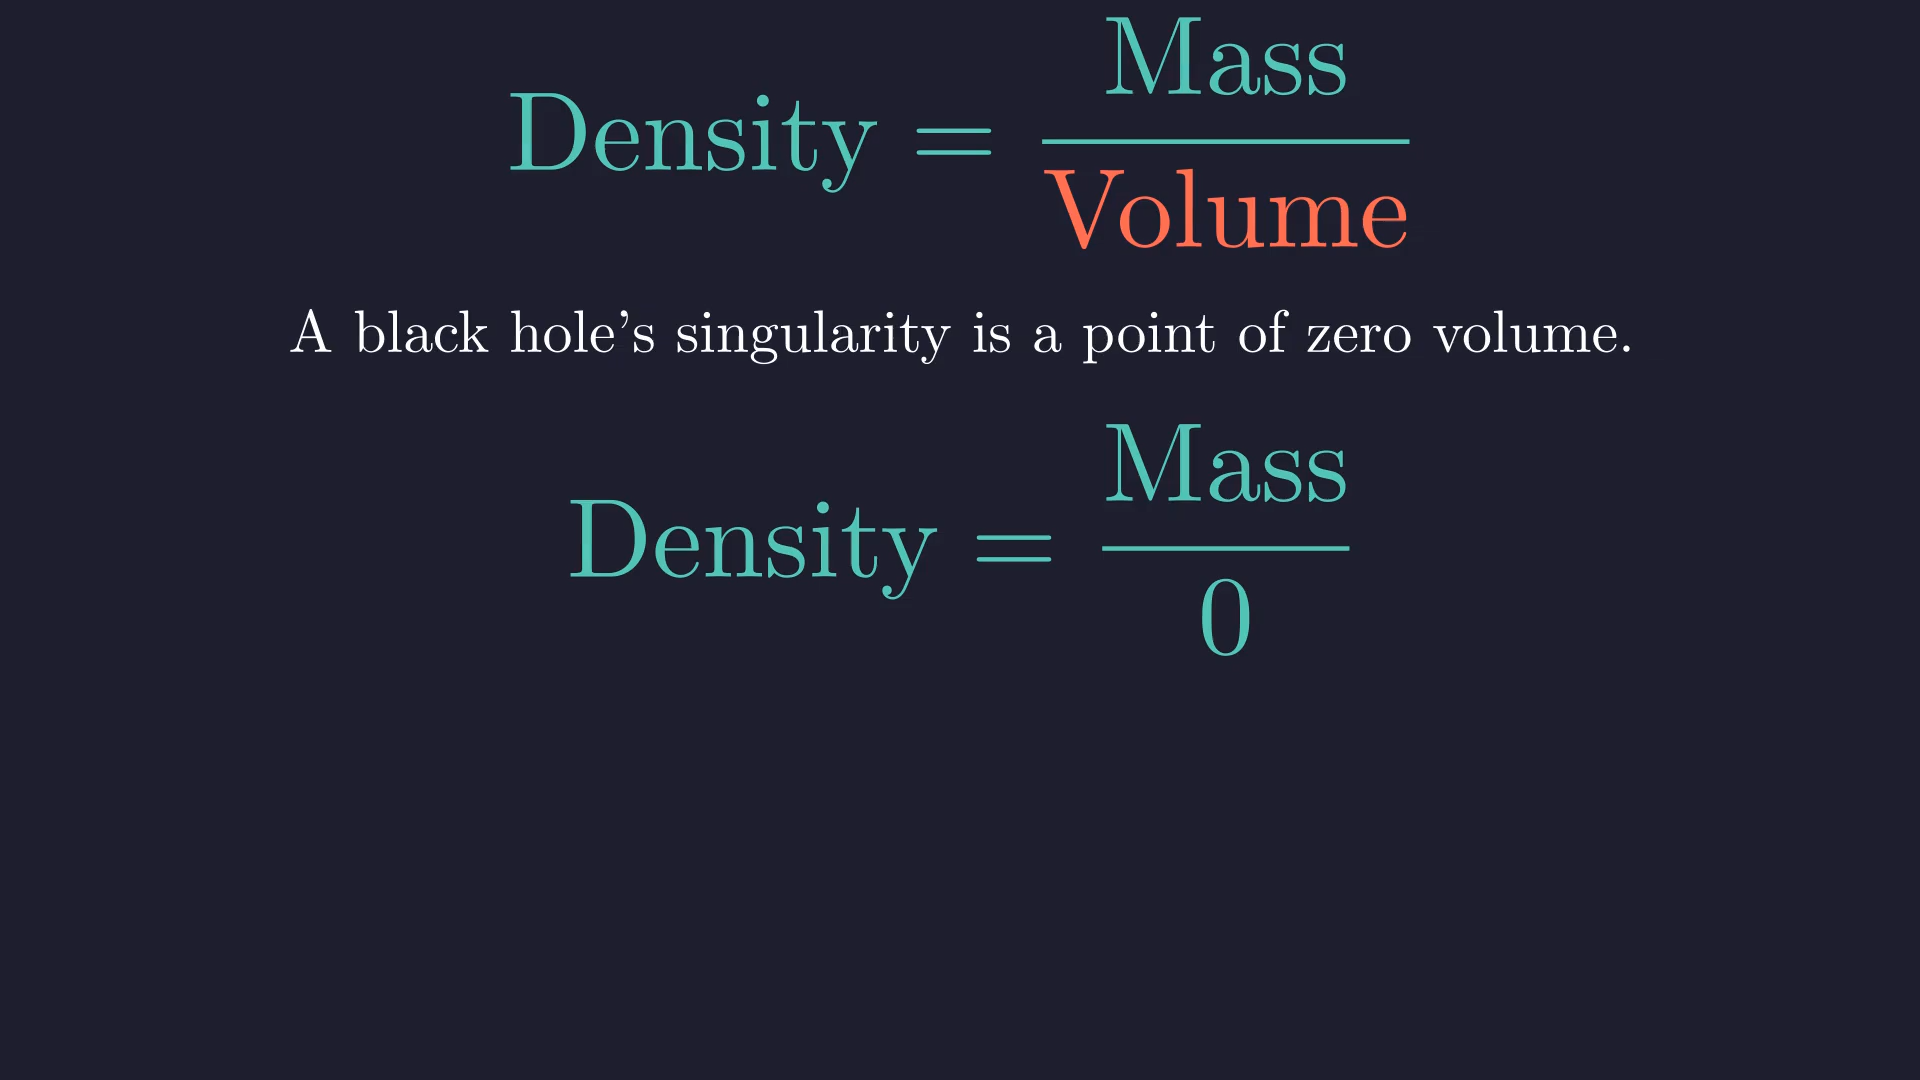 Density = Mass / Volume
A black hole's singularity is a point of zero volume.
Density = Mass / 0